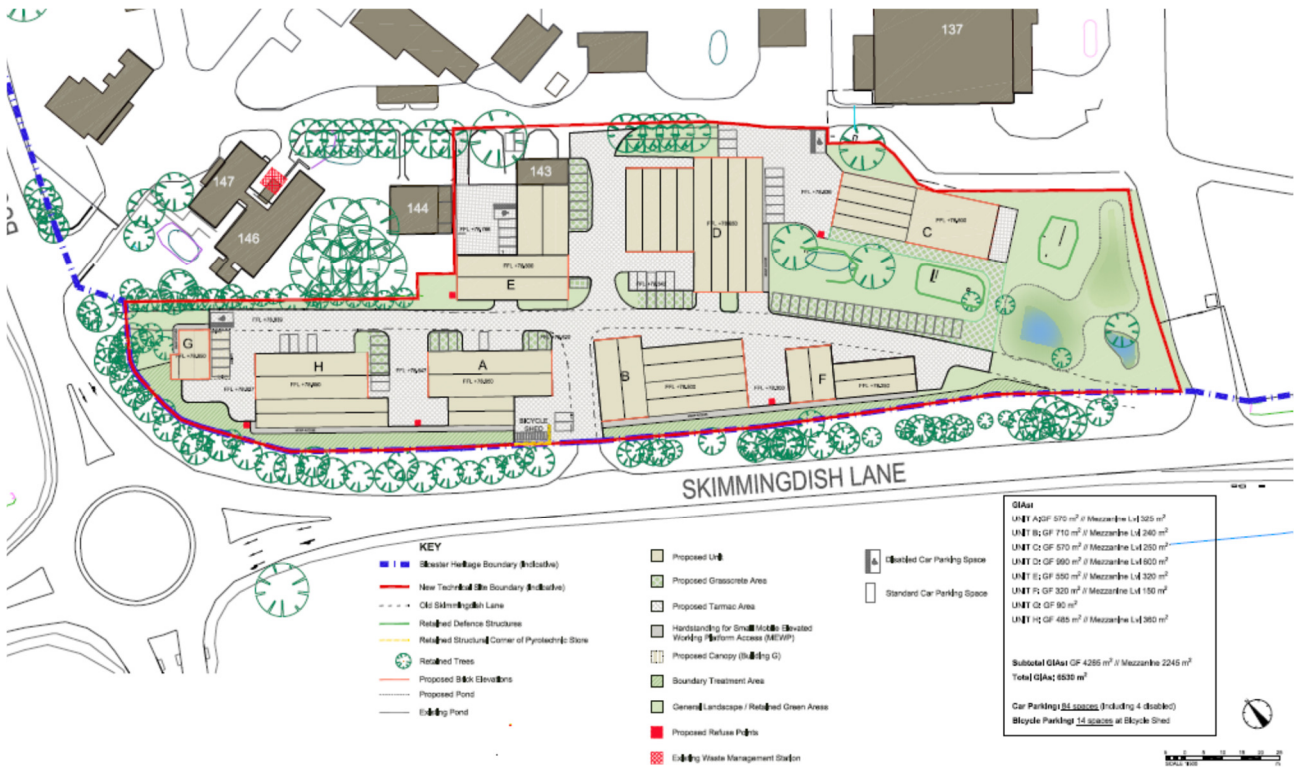 137
147
146
144
143
E
D
C
G
H
A
B
F
BICYCLE
SHED
SKIMMINGDISH LANE
KEY
Bicester Heritage Boundary (Indicative)
New Technical Site Boundary (Indicative)
Old Skimmingdish Lane
Retained Defence Structures
Retained Structural Corner of Pyrotechnic Store
Retained Trees
Proposed Brick Elevations
Proposed Pond
Existing Pond
Proposed Unit
Proposed Grasscrete Area
Proposed Tarmac Area
Hardstanding for Small Mobile Elevated
Working Platform Access (MEWP)
Proposed Canopy (Building G)
Boundary Treatment Area
General Landscape / Retained Green Areas
Proposed Refuse Points
Existing Waste Management Station
Disabled Car Parking Space
Standard Car Parking Space
GIAs:
UNIT A: GF 570 m² // Mezzanine Lvl 325 m²
UNIT B: GF 710 m² // Mezzanine Lvl 240 m²
UNIT C: GF 570 m² // Mezzanine Lvl 250 m²
UNIT D: GF 990 m² // Mezzanine Lvl 600 m²
UNIT E: GF 550 m² // Mezzanine Lvl 320 m²
UNIT F: GF 320 m² // Mezzanine Lvl 150 m²
UNIT G: GF 90 m²
UNIT H: GF 485 m² // Mezzanine Lvl 360 m²
Subtotal GIAs: GF 4285 m² // Mezzanine 2245 m²
Total GIAs: 6530 m²
Car Parking: 84 spaces (including 4 disabled)
Bicycle Parking: 14 spaces at Bicycle Shed